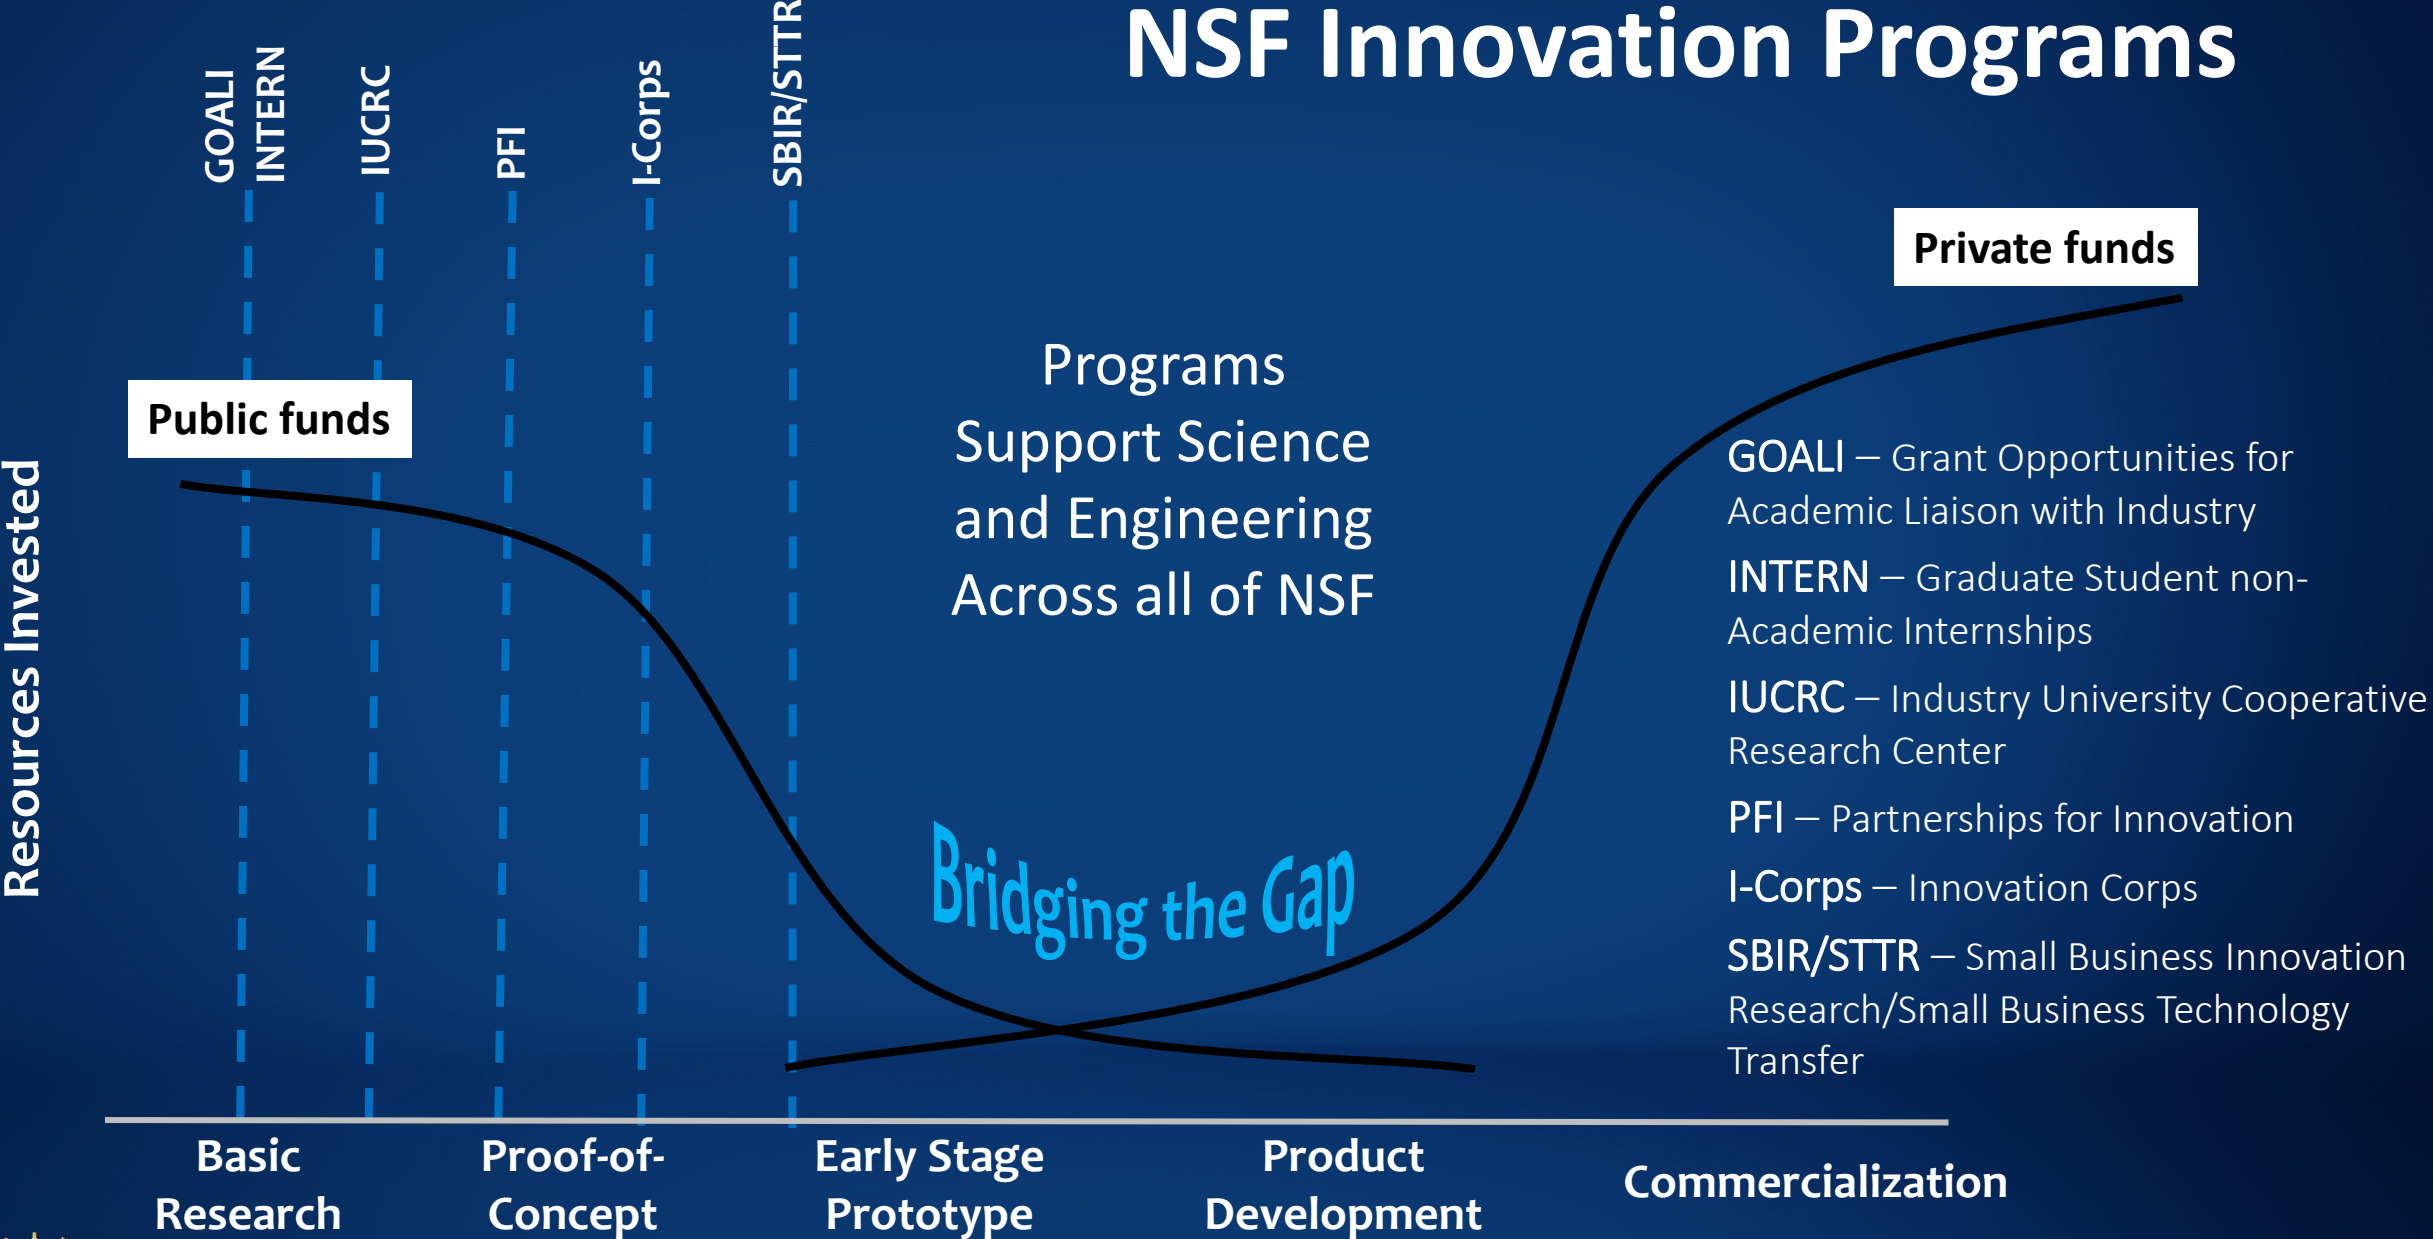 NSF Innovation Programs
GOALI
INTERN
IUCRC
PFI
I-Corps
SBIR/STTR
Private funds
Public funds
Resources Invested
Programs
Support Science
and Engineering
Across all of NSF
Bridging the Gap
GOALI – Grant Opportunities for
Academic Liaison with Industry
INTERN – Graduate Student non-
Academic Internships
IUCRC – Industry University Cooperative
Research Center
PFI – Partnerships for Innovation
I-Corps – Innovation Corps
SBIR/STTR – Small Business Innovation
Research/Small Business Technology
Transfer
Basic
Research
Proof-of-
Concept
Early Stage
Prototype
Product
Development
Commercialization